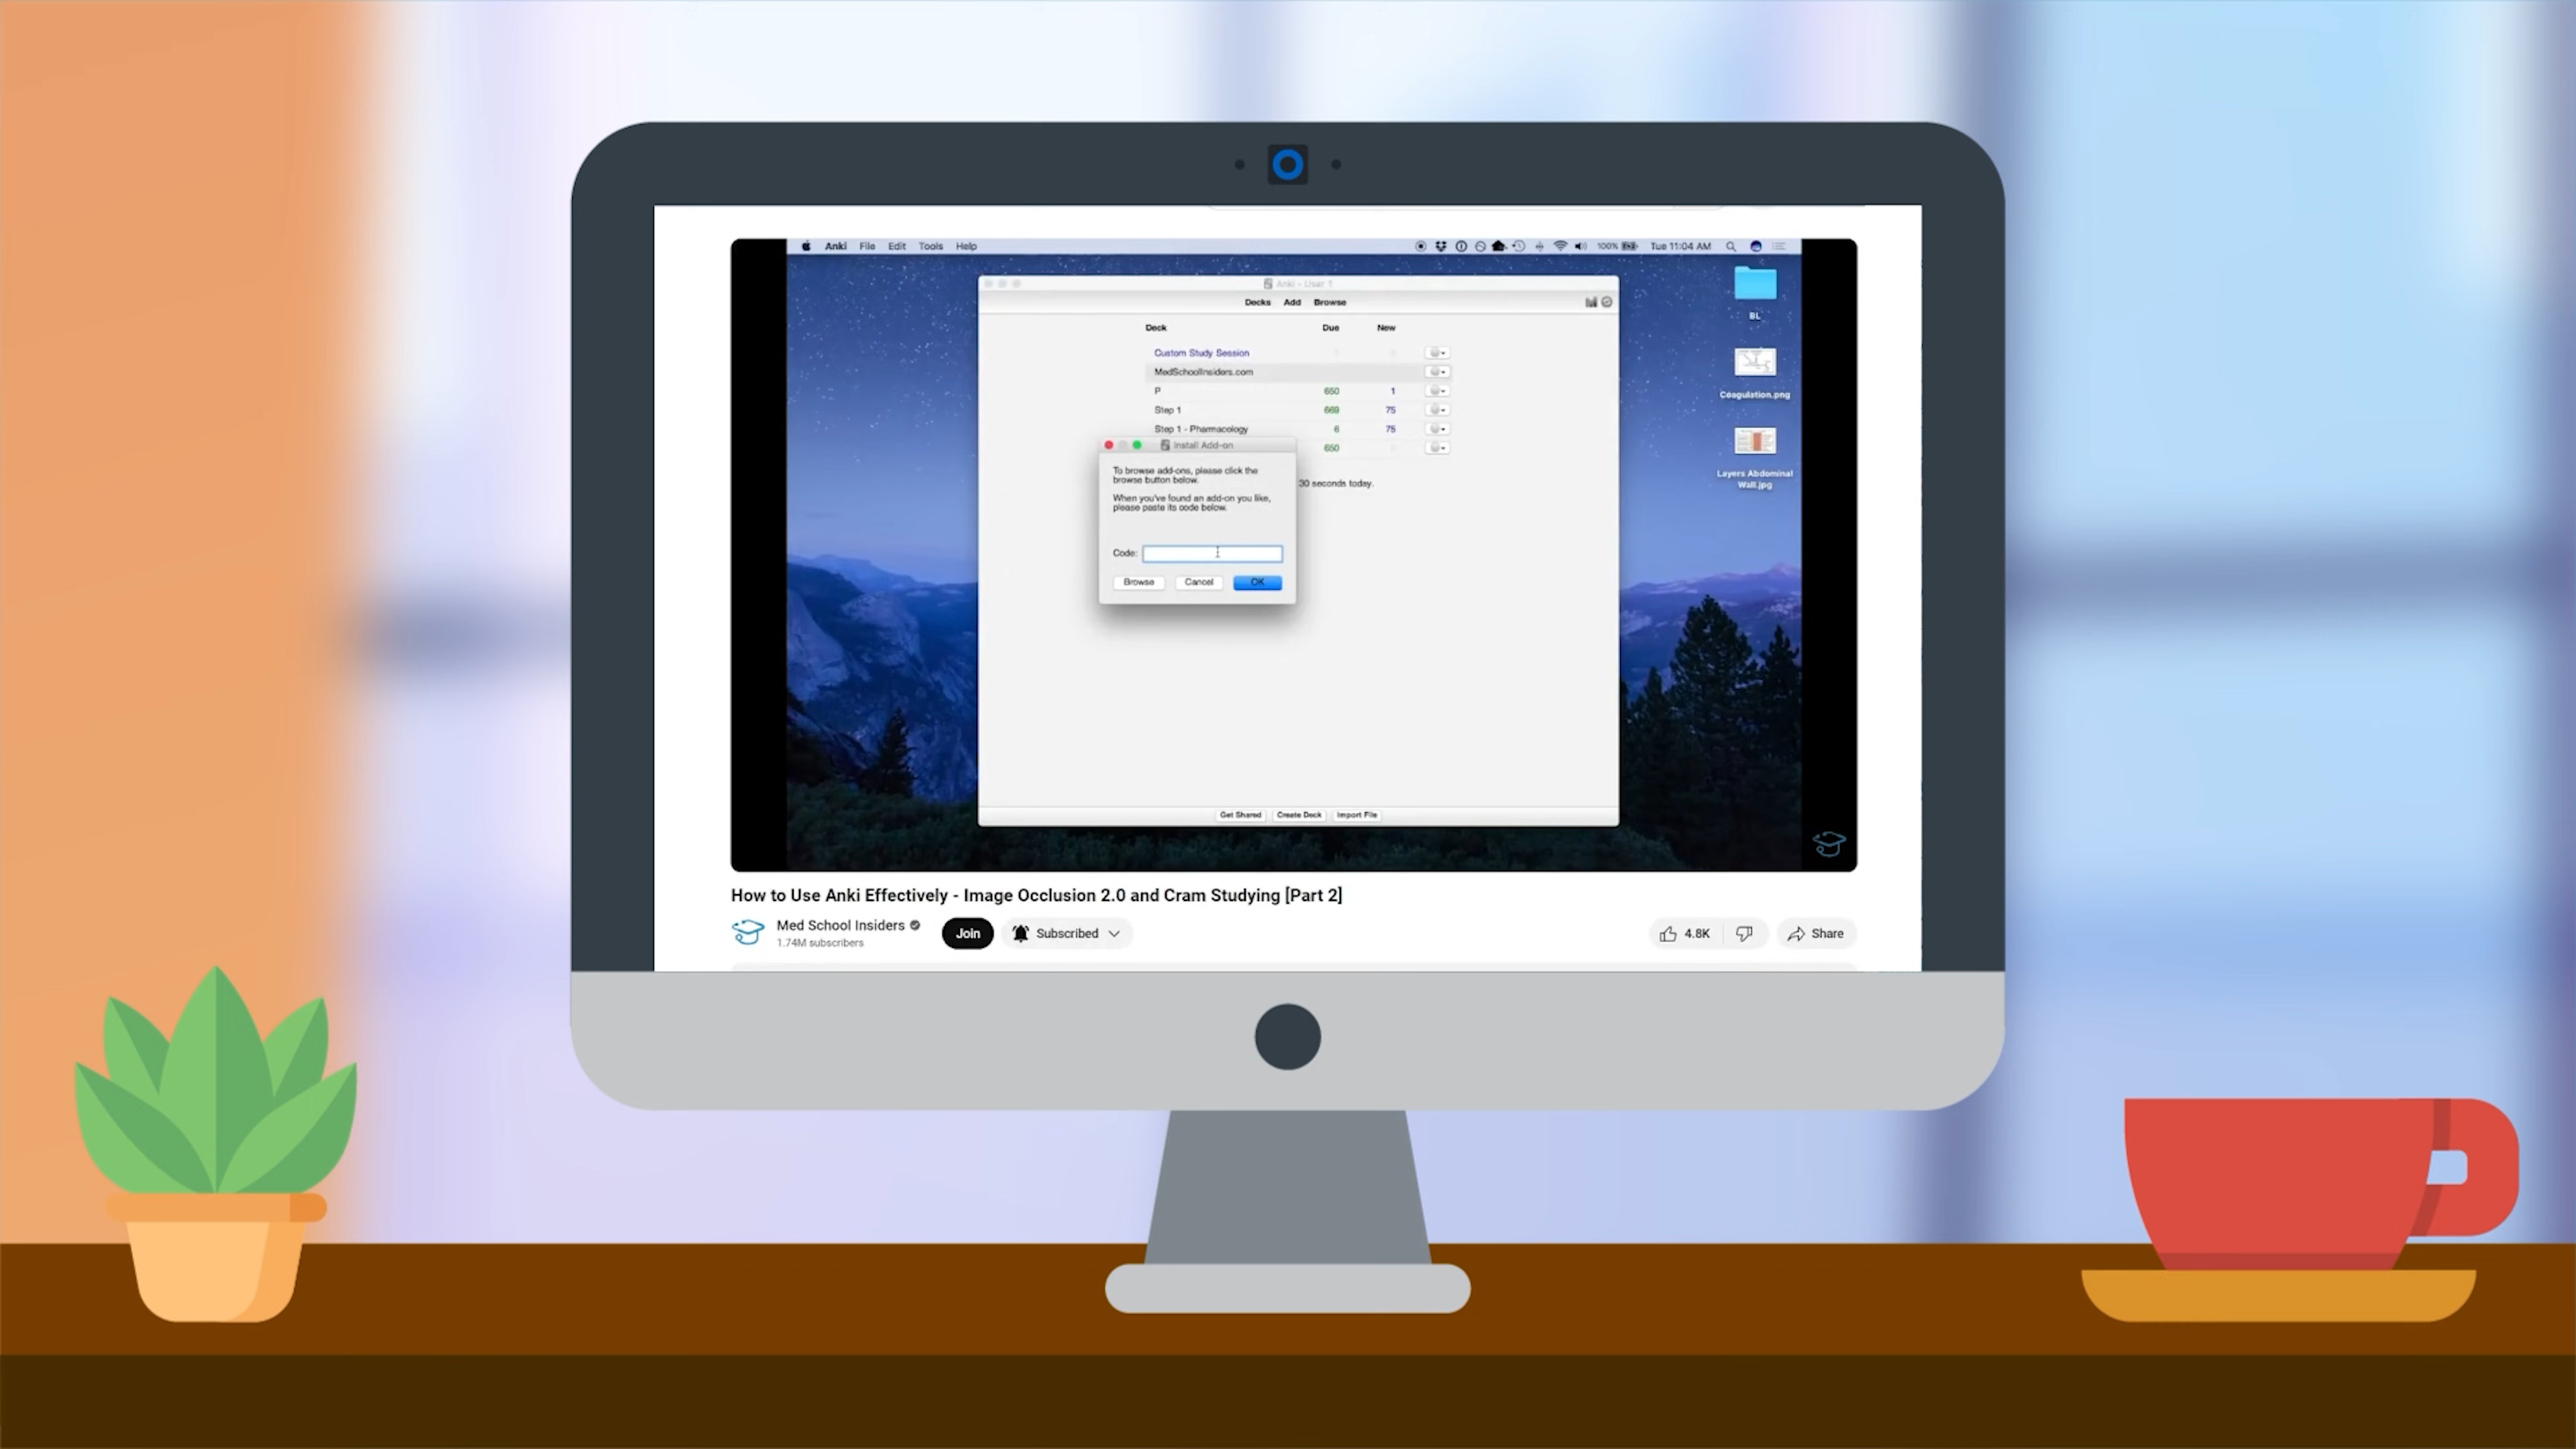 Anki File Edit Tools Help
100% Tue 11:04 AM
Anki - User 1
Decks Add Browse
Deck Due New
Custom Study Session
MedSchoolInsiders.com
P 650 1
Step 1 669 75
Step 1 - Pharmacology 6 75
650
30 seconds today.
Install Add-on
To browse add-ons, please click the
browse button below.
When you've found an add-on you like,
please paste its code below.
Code:
Browse Cancel OK
Get Shared Create Deck Import File
BL
Coagulation.png
Layers Abdominal
Wall.jpg
How to Use Anki Effectively - Image Occlusion 2.0 and Cram Studying [Part 2]
Med School Insiders
1.74M subscribers
Join
Subscribed
4.8K
Share